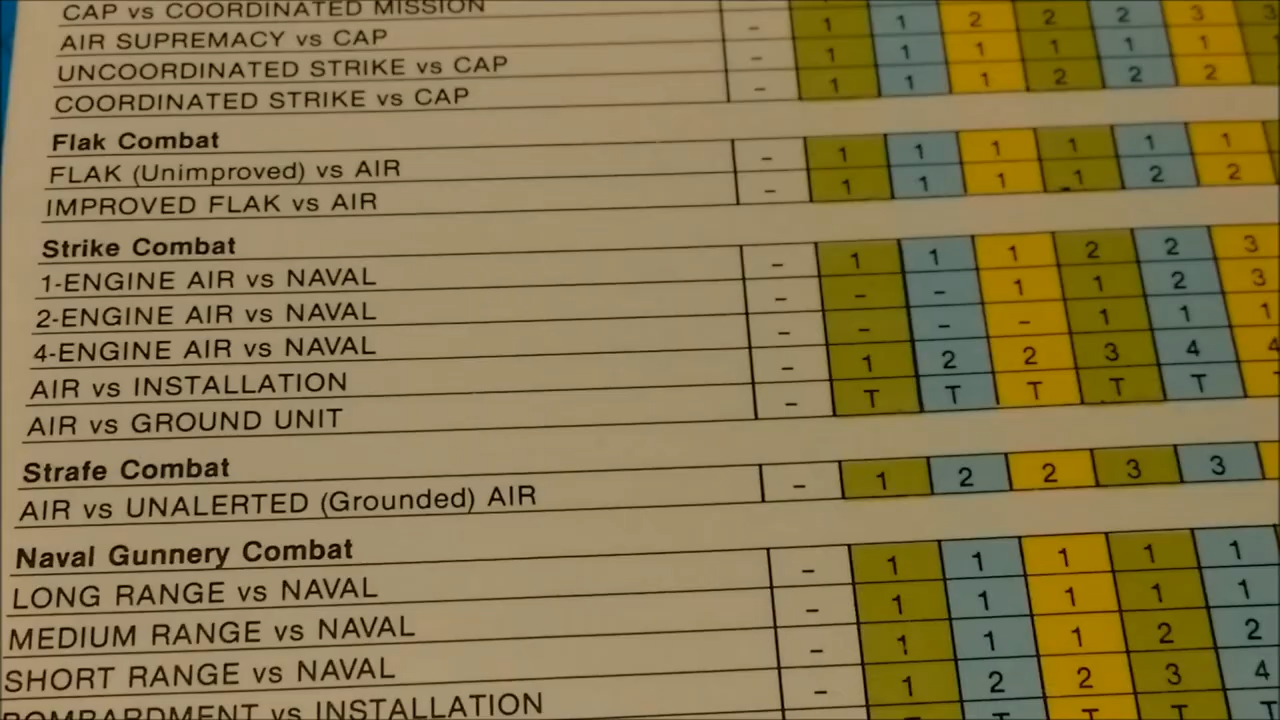 CAP vs COORDINATED MISSION
AIR SUPREMACY vs CAP – 1 1 2 2 2 3 3
UNCOORDINATED STRIKE vs CAP – 1 1 1 1 1 1
COORDINATED STRIKE vs CAP – 1 1 1 2 2 2
Flak Combat
FLAK (Unimproved) vs AIR – 1 1 1 1 1 1
IMPROVED FLAK vs AIR – 1 1 1 1 2 2
Strike Combat
1-ENGINE AIR vs NAVAL – 1 1 1 2 2 3
2-ENGINE AIR vs NAVAL – – – 1 1 2 3
4-ENGINE AIR vs NAVAL – – – – 1 1 1
AIR vs INSTALLATION – 1 2 2 3 4 4
AIR vs GROUND UNIT – T T T T T
Strafe Combat
AIR vs UNALERTED (Grounded) AIR – 1 2 2 3 3
Naval Gunnery Combat
LONG RANGE vs NAVAL – 1 1 1 1 1
MEDIUM RANGE vs NAVAL – 1 1 1 1 1
SHORT RANGE vs NAVAL – 1 1 1 2 2
BOMBARDMENT vs INSTALLATION – 1 2 2 3 4